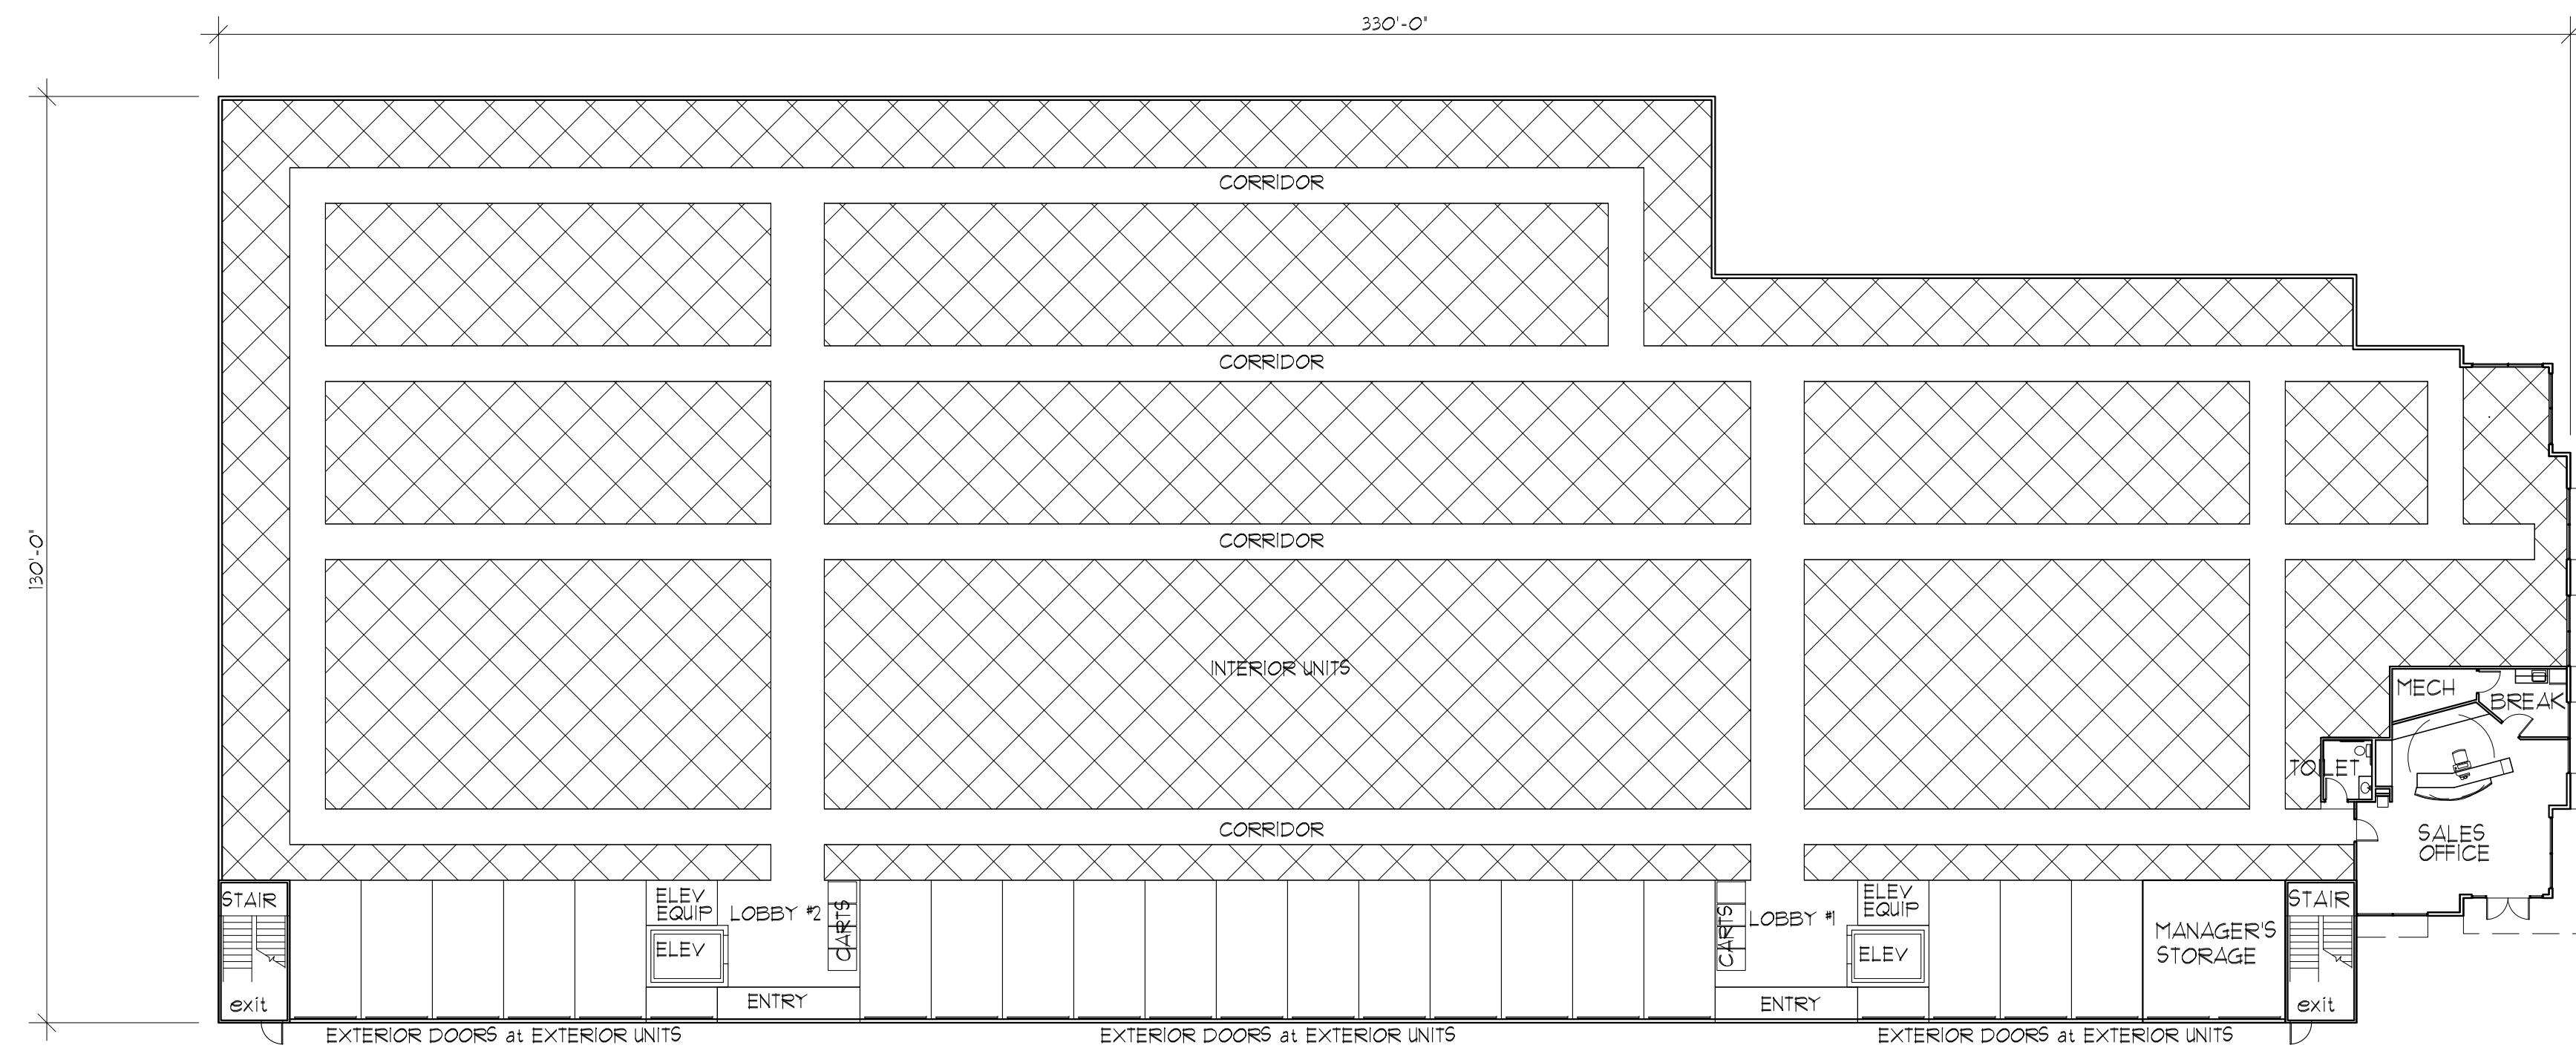 330'-0"
CORRIDOR
CORRIDOR
CORRIDOR
130'-0"
INTERIOR UNITS
MECH
BREAK
TOILET
CORRIDOR
SALES
OFFICE
STAIR
ELEV
EQUIP
LOBBY #2
CARTS
ELEV
exit
ENTRY
CARTS
LOBBY #1
ELEV
EQUIP
ELEV
ENTRY
MANAGER'S
STORAGE
STAIR
exit
EXTERIOR DOORS at EXTERIOR UNITS
EXTERIOR DOORS at EXTERIOR UNITS
EXTERIOR DOORS at EXTERIOR UNITS